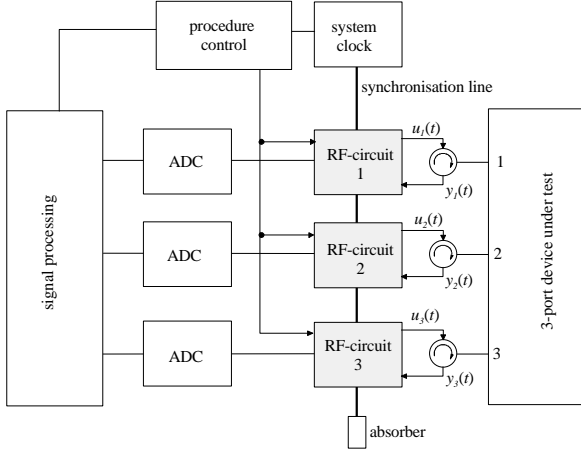 procedure
control
system
clock
synchronisation line
signal processing
ADC
RF-circuit
1
u1(t)
y1(t)
1
ADC
RF-circuit
2
u2(t)
y2(t)
2
ADC
RF-circuit
3
u3(t)
y3(t)
3
3-port device under test
absorber